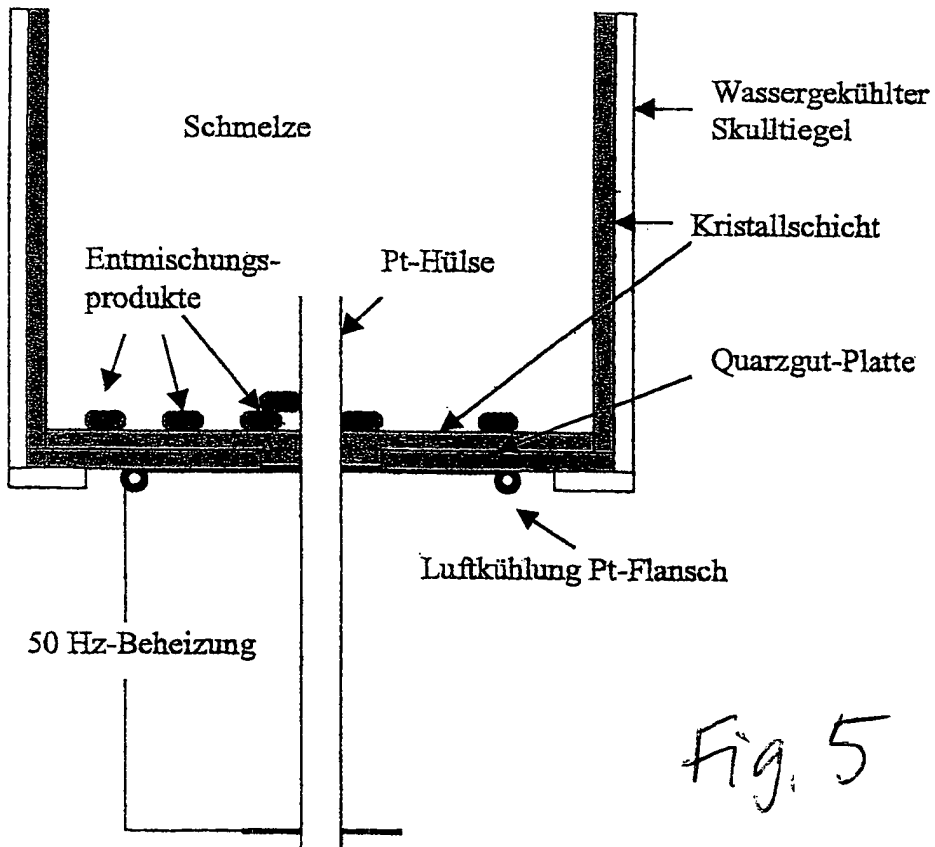 Wassergekühlter
Skulltiegel
Schmelze
Kristallschicht
Entmischungs-
produkte
Pt-Hülse
Quarzgut-Platte
Luftkühlung Pt-Flansch
50 Hz-Beheizung
Fig. 5